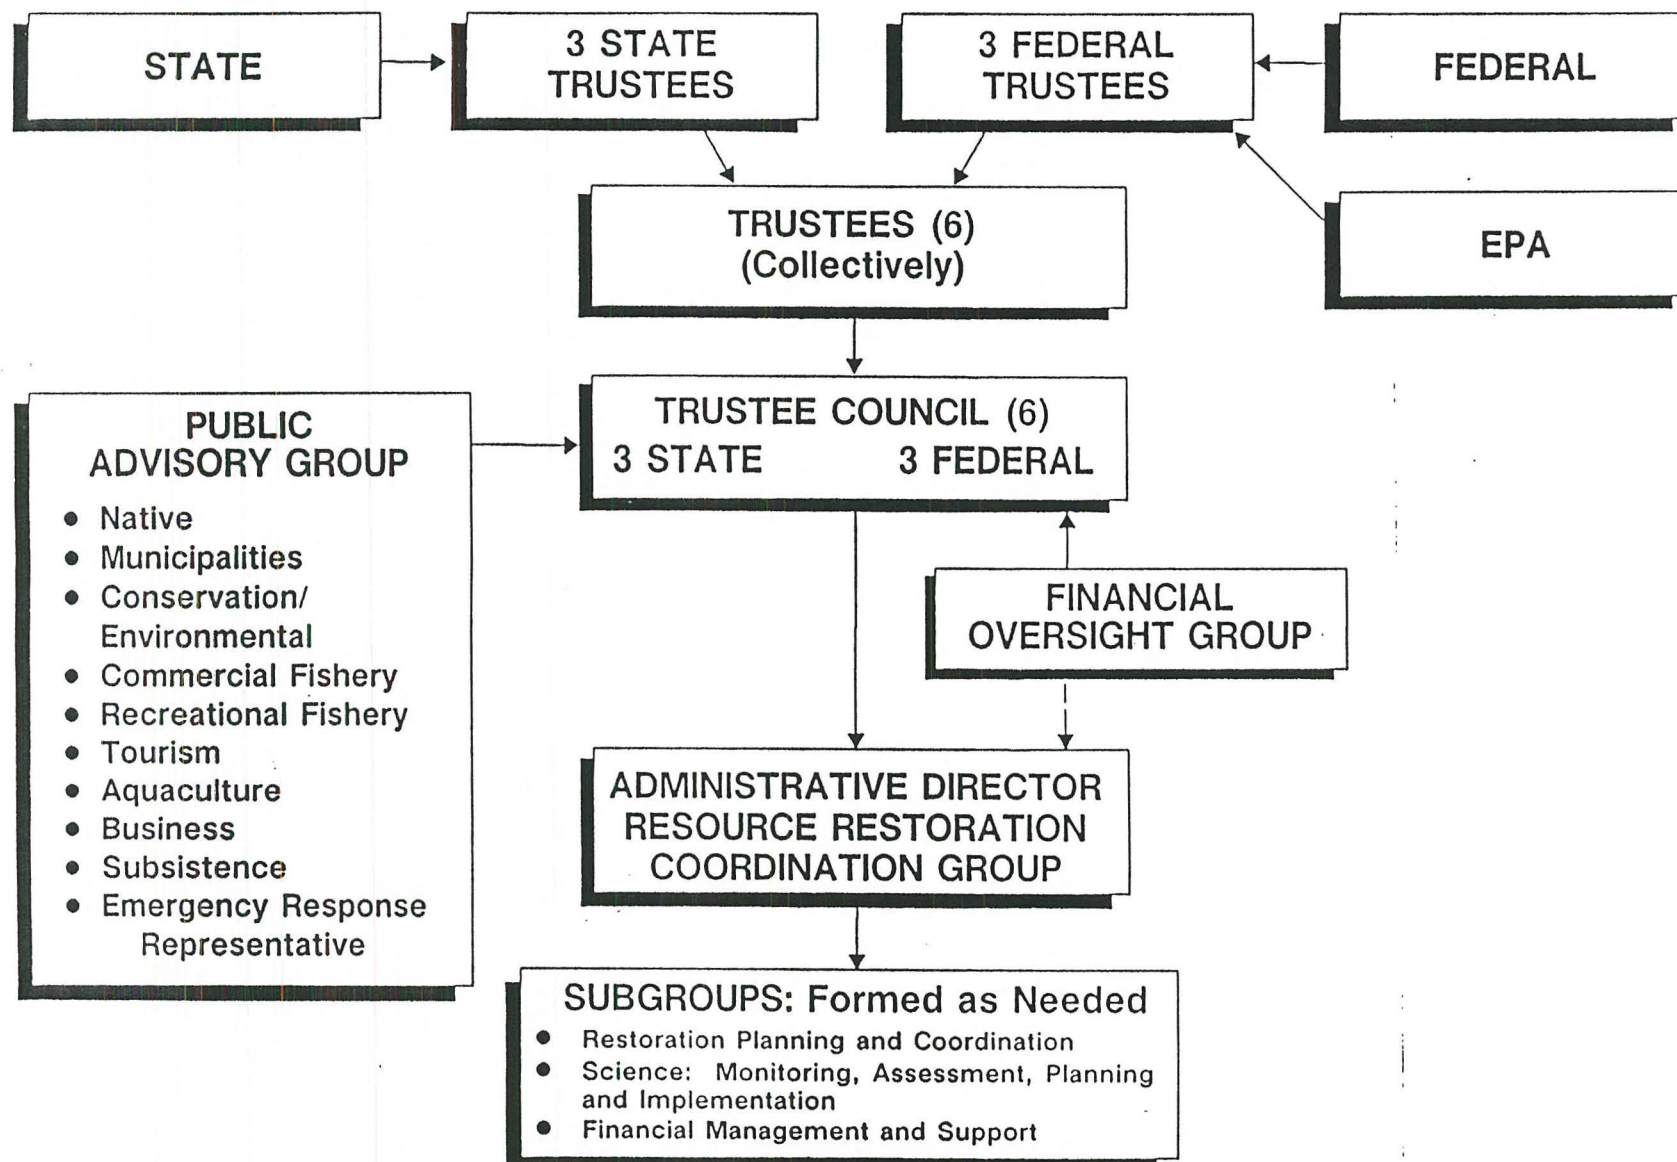 STATE
3 STATE
TRUSTEES
3 FEDERAL
TRUSTEES
FEDERAL
TRUSTEES (6)
(Collectively)
EPA
PUBLIC
ADVISORY GROUP
● Native
● Municipalities
● Conservation/
Environmental
● Commercial Fishery
● Recreational Fishery
● Tourism
● Aquaculture
● Business
● Subsistence
● Emergency Response
Representative
TRUSTEE COUNCIL (6)
3 STATE 3 FEDERAL
FINANCIAL
OVERSIGHT GROUP
ADMINISTRATIVE DIRECTOR
RESOURCE RESTORATION
COORDINATION GROUP
SUBGROUPS: Formed as Needed
● Restoration Planning and Coordination
● Science: Monitoring, Assessment, Planning
and Implementation
● Financial Management and Support